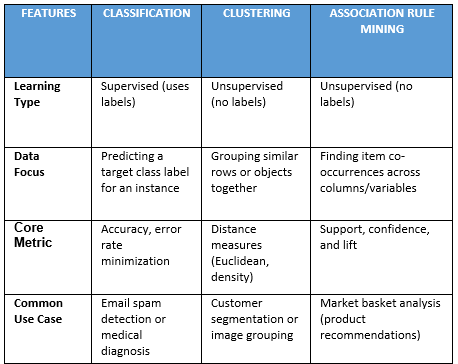 FEATURES CLASSIFICATION CLUSTERING ASSOCIATION RULE
MINING
Learning Supervised (uses Unsupervised Unsupervised (no
Type labels) (no labels) labels)
Data Predicting a Grouping similar Finding item co-
Focus target class label rows or objects occurrences across
for an instance together columns/variables
Core Accuracy, error Distance Support, confidence,
Metric rate measures and lift
minimization (Euclidean,
density)
Common Email spam Customer Market basket analysis
Use Case detection or segmentation or (product
medical image grouping recommendations)
diagnosis